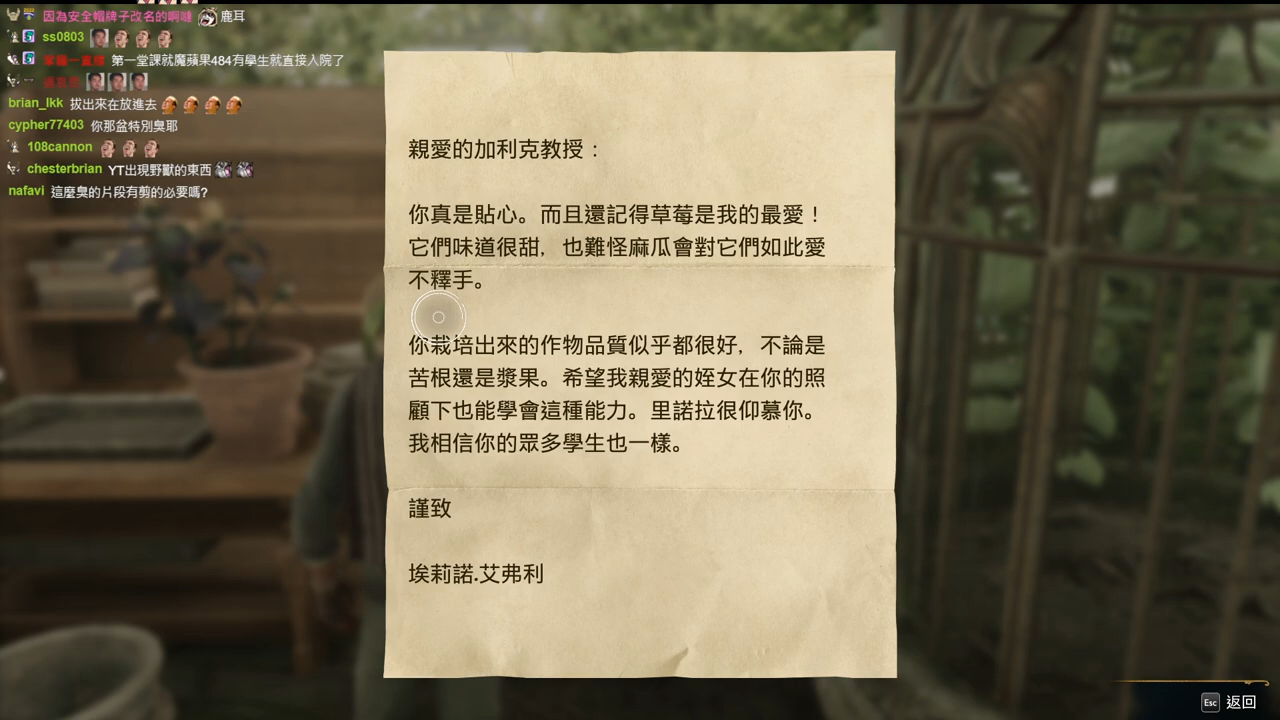 因為安全帽牌子改名的啊噠 鹿耳
ss0803
第一堂課就魔蘋果484有學生就直接入院了
brian_lkk 拔出來在放進去
cypher77403 你那盆特別臭耶
108cannon
chesterbrian YT出現野獸的東西
nafavi 這麼臭的片段有剪的必要嗎?
親愛的加利克教授：
你真是貼心。而且還記得草莓是我的最愛！
它們味道很甜，也難怪麻瓜會對它們如此愛
不釋手。
你栽培出來的作物品質似乎都很好，不論是
苦根還是漿果。希望我親愛的姪女在你的照
顧下也能學會這種能力。里諾拉很仰慕你。
我相信你的眾多學生也一樣。
謹致
埃莉諾.艾弗利
Esc 返回